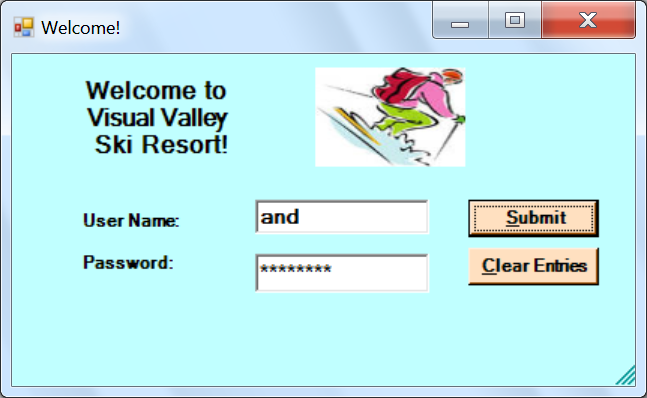 Welcome!
Welcome to
Visual Valley
Ski Resort!
User Name:
and
Submit
Password:
********
Clear Entries